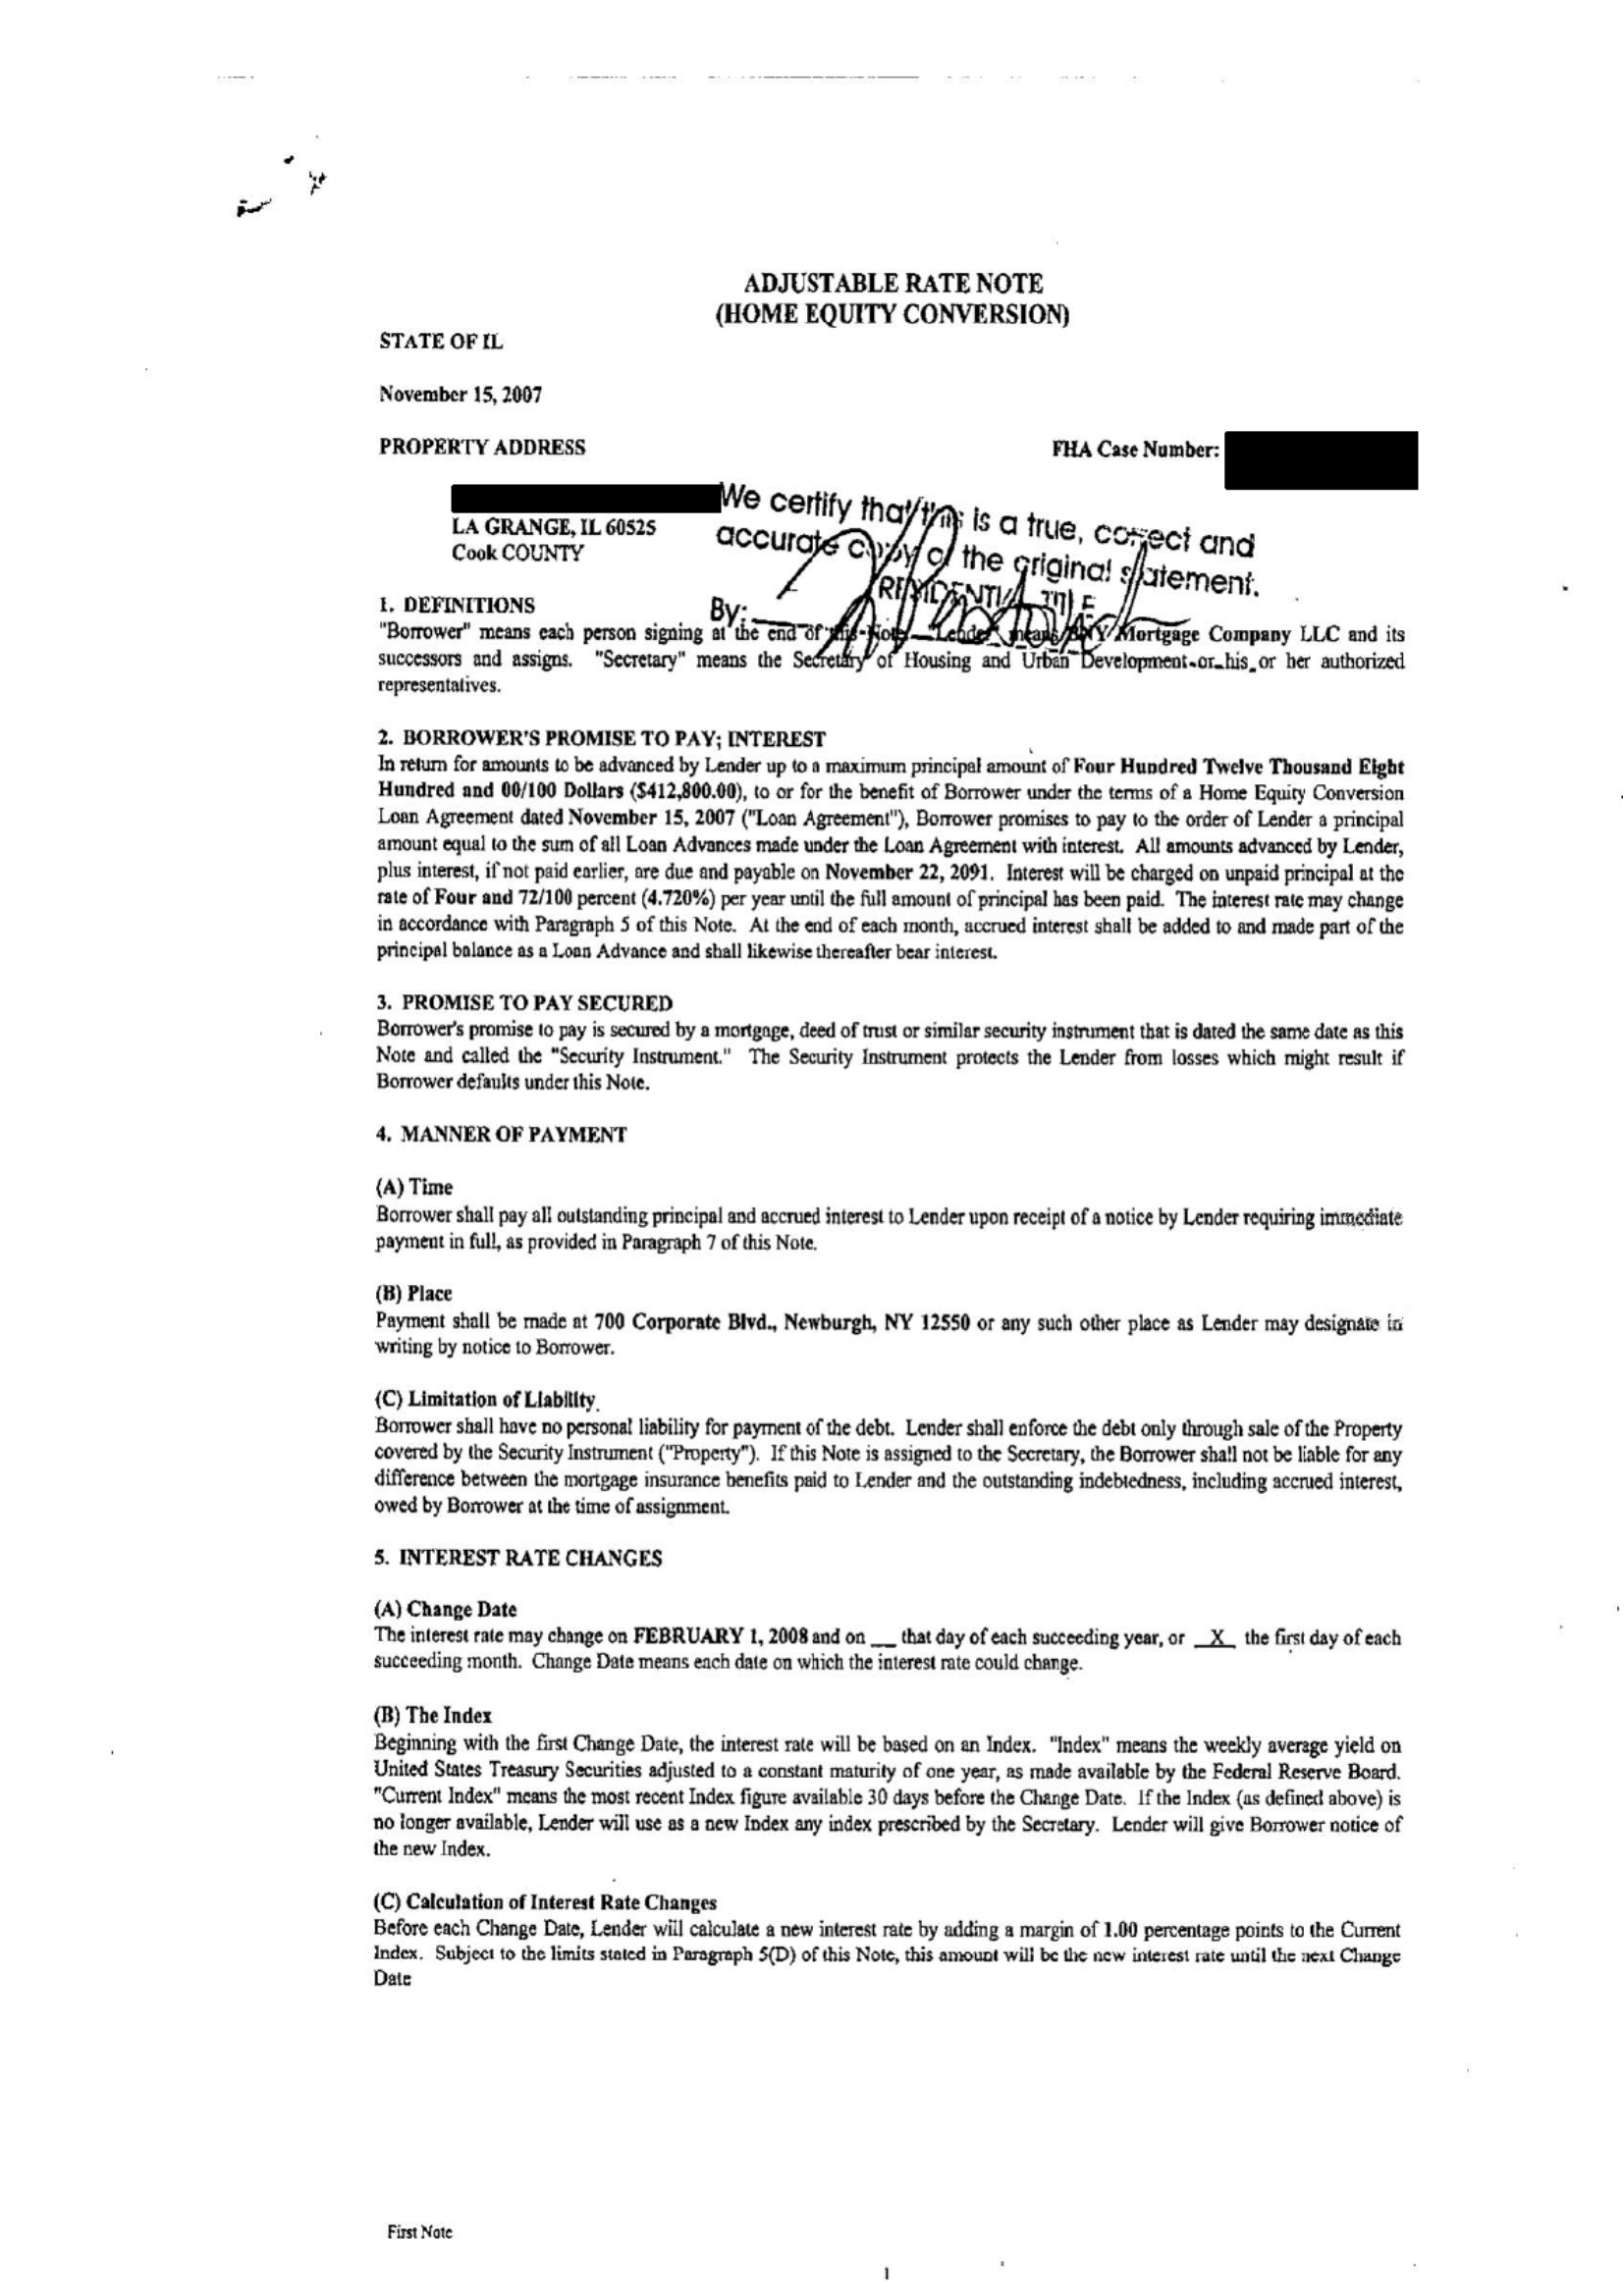 ADJUSTABLE RATE NOTE
(HOME EQUITY CONVERSION)
STATE OF IL
November 15, 2007
PROPERTY ADDRESS
FHA Case Number:
LA GRANGE, IL 60525
Cook COUNTY
We certify that this is a true, correct and
accurate copy of the original statement.
RESIDENTIAL TITLE
By:
1. DEFINITIONS
"Borrower" means each person signing at the end of this Note. "Lender" means BNY Mortgage Company LLC and its
successors and assigns. "Secretary" means the Secretary of Housing and Urban Development or his or her authorized
representatives.
2. BORROWER'S PROMISE TO PAY; INTEREST
In return for amounts to be advanced by Lender up to a maximum principal amount of Four Hundred Twelve Thousand Eight
Hundred and 00/100 Dollars ($412,800.00), to or for the benefit of Borrower under the terms of a Home Equity Conversion
Loan Agreement dated November 15, 2007 ("Loan Agreement"), Borrower promises to pay to the order of Lender a principal
amount equal to the sum of all Loan Advances made under the Loan Agreement with interest. All amounts advanced by Lender,
plus interest, if not paid earlier, are due and payable on November 22, 2091. Interest will be charged on unpaid principal at the
rate of Four and 72/100 percent (4.720%) per year until the full amount of principal has been paid. The interest rate may change
in accordance with Paragraph 5 of this Note. At the end of each month, accrued interest shall be added to and made part of the
principal balance as a Loan Advance and shall likewise thereafter bear interest.
3. PROMISE TO PAY SECURED
Borrower's promise to pay is secured by a mortgage, deed of trust or similar security instrument that is dated the same date as this
Note and called the "Security Instrument." The Security Instrument protects the Lender from losses which might result if
Borrower defaults under this Note.
4. MANNER OF PAYMENT
(A) Time
Borrower shall pay all outstanding principal and accrued interest to Lender upon receipt of a notice by Lender requiring immediate
payment in full, as provided in Paragraph 7 of this Note.
(B) Place
Payment shall be made at 700 Corporate Blvd., Newburgh, NY 12550 or any such other place as Lender may designate in
writing by notice to Borrower.
(C) Limitation of Liability
Borrower shall have no personal liability for payment of the debt. Lender shall enforce the debt only through sale of the Property
covered by the Security Instrument ("Property"). If this Note is assigned to the Secretary, the Borrower shall not be liable for any
difference between the mortgage insurance benefits paid to Lender and the outstanding indebtedness, including accrued interest,
owed by Borrower at the time of assignment.
5. INTEREST RATE CHANGES
(A) Change Date
The interest rate may change on FEBRUARY 1, 2008 and on __ that day of each succeeding year, or _X_ the first day of each
succeeding month. Change Date means each date on which the interest rate could change.
(B) The Index
Beginning with the first Change Date, the interest rate will be based on an Index. "Index" means the weekly average yield on
United States Treasury Securities adjusted to a constant maturity of one year, as made available by the Federal Reserve Board.
"Current Index" means the most recent Index figure available 30 days before the Change Date. If the Index (as defined above) is
no longer available, Lender will use as a new Index any index prescribed by the Secretary. Lender will give Borrower notice of
the new Index.
(C) Calculation of Interest Rate Changes
Before each Change Date, Lender will calculate a new interest rate by adding a margin of 1.00 percentage points to the Current
Index. Subject to the limits stated in Paragraph 5(D) of this Note, this amount will be the new interest rate until the next Change
Date
First Note
1